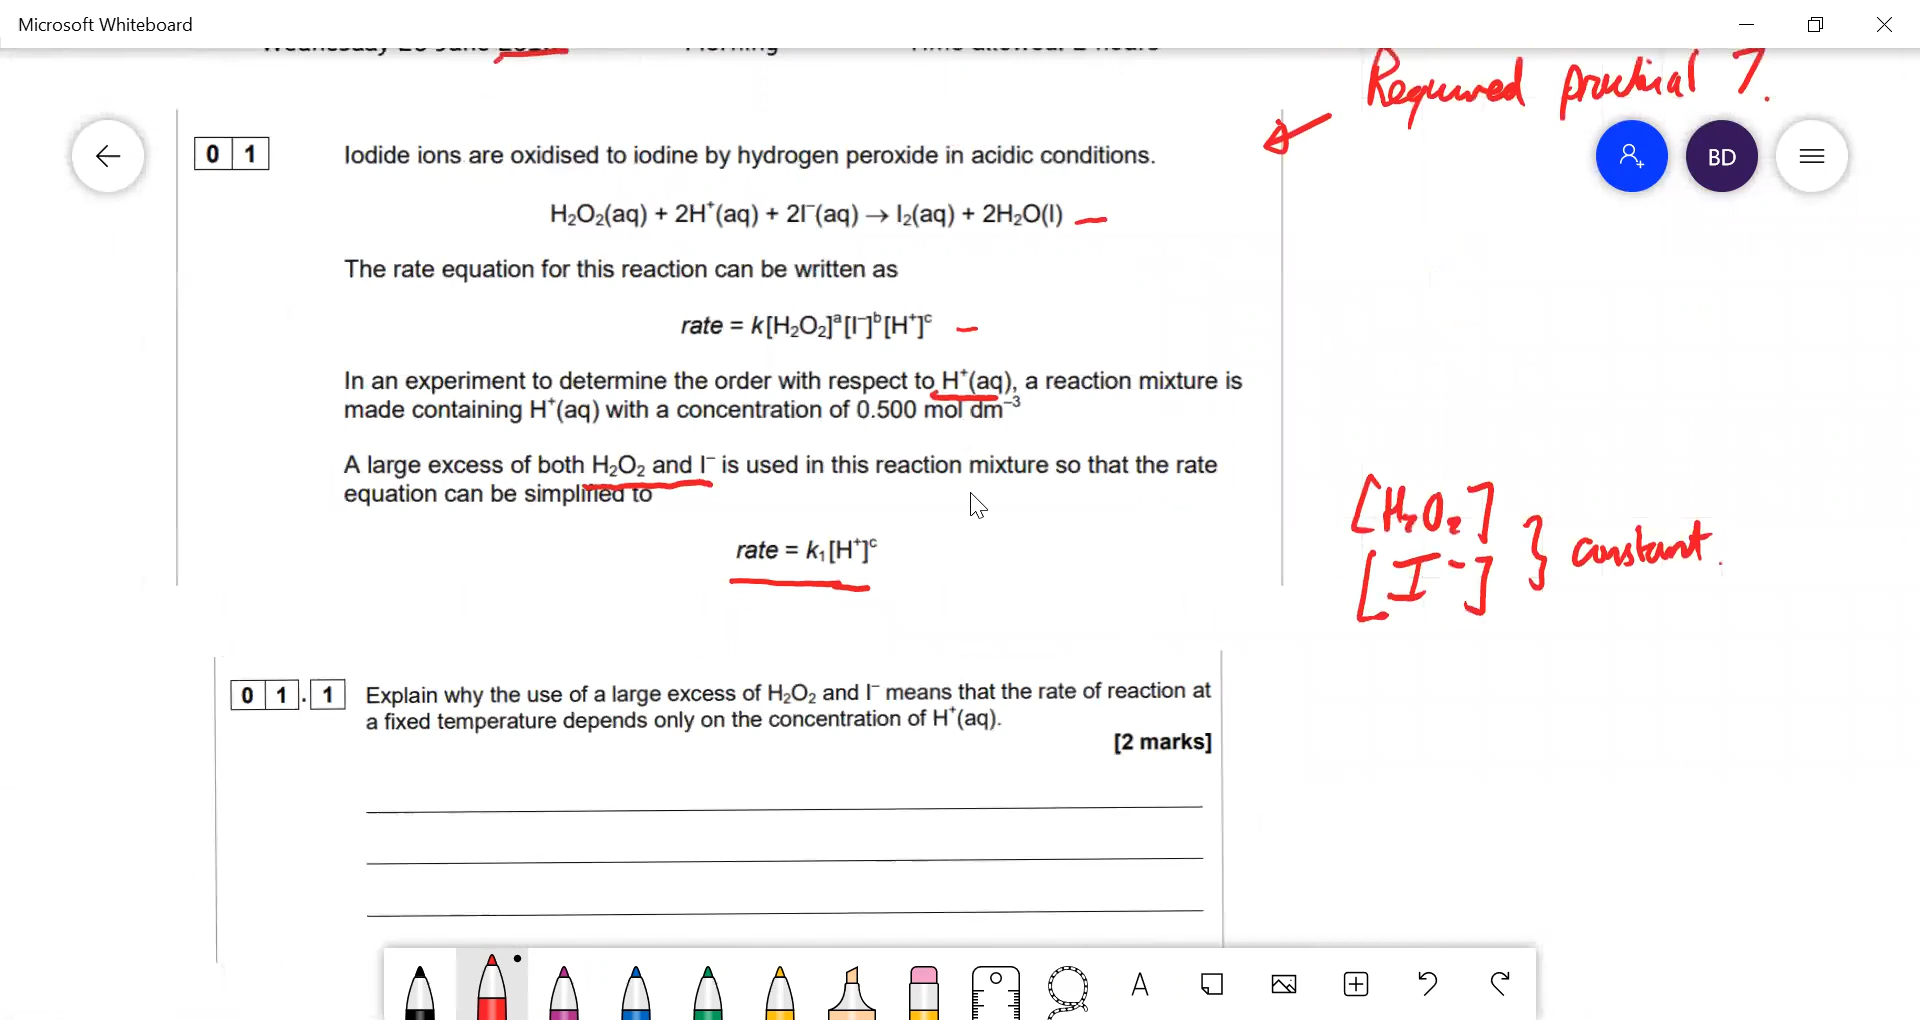 Microsoft Whiteboard
Required practical 7.
BD
0 1 Iodide ions are oxidised to iodine by hydrogen peroxide in acidic conditions.
H₂O₂(aq) + 2H⁺(aq) + 2I⁻(aq) → I₂(aq) + 2H₂O(l)
The rate equation for this reaction can be written as
rate = k[H₂O₂]ᵃ[I⁻]ᵇ[H⁺]ᶜ
In an experiment to determine the order with respect to H⁺(aq), a reaction mixture is
made containing H⁺(aq) with a concentration of 0.500 mol dm⁻³
A large excess of both H₂O₂ and I⁻ is used in this reaction mixture so that the rate
equation can be simplified to
rate = k₁[H⁺]ᶜ
[H₂O₂]
[I⁻] } constant.
0 1 . 1 Explain why the use of a large excess of H₂O₂ and I⁻ means that the rate of reaction at
a fixed temperature depends only on the concentration of H⁺(aq).
[2 marks]
A